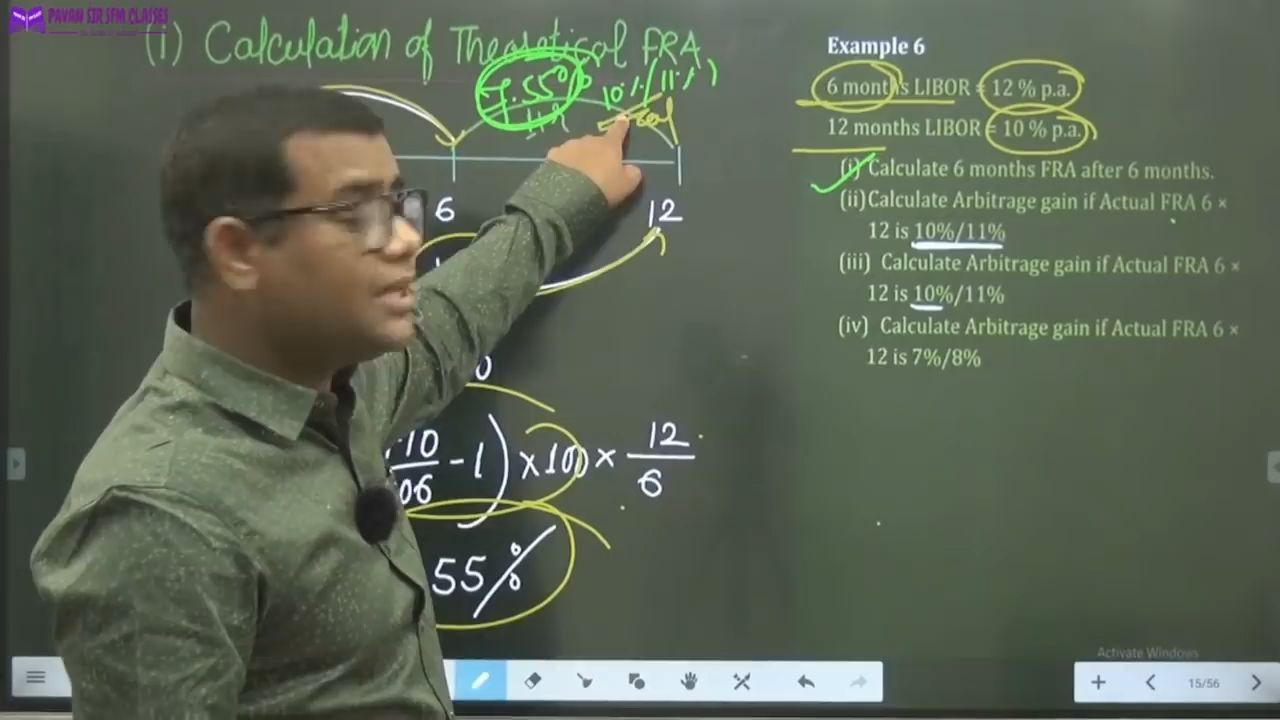 PAVAN SIR SFM CLASSES
(i) Calculation of Theoretical FRA
7.55%
10%/(11%)
6
12
0
10
06
-1) ×100 × 12
6
55%
Example 6
6 months LIBOR = 12 % p.a.
12 months LIBOR = 10 % p.a.
(i) Calculate 6 months FRA after 6 months.
(ii)Calculate Arbitrage gain if Actual FRA 6 ×
12 is 10%/11%
(iii) Calculate Arbitrage gain if Actual FRA 6 ×
12 is 10%/11%
(iv) Calculate Arbitrage gain if Actual FRA 6 ×
12 is 7%/8%
Activate Windows
15/56